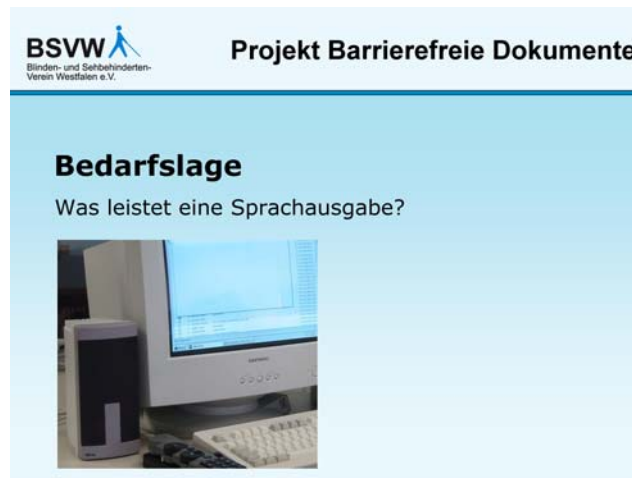 BSVW
Blinden- und Sehbehinderten-
Verein Westfalen e.V.
Projekt Barrierefreie Dokumente
Bedarfslage
Was leistet eine Sprachausgabe?